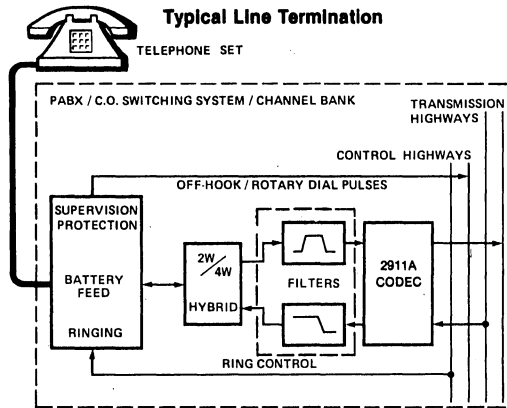 Typical Line Termination
TELEPHONE SET
PABX / C.O. SWITCHING SYSTEM / CHANNEL BANK
TRANSMISSION
HIGHWAYS
CONTROL HIGHWAYS
OFF-HOOK / ROTARY DIAL PULSES
SUPERVISION
PROTECTION
BATTERY
FEED
RINGING
2W/4W
HYBRID
FILTERS
2911A
CODEC
RING CONTROL